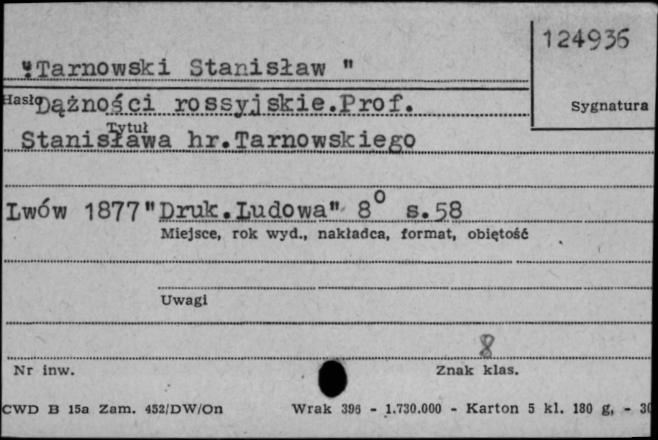 124936
"Tarnowski Stanisław "
Hasło Dążności rossyjskie.Prof.
Sygnatura
Tytuł
Stanisława hr.Tarnowskiego
Lwów 1877"Druk.Ludowa" 8° s.58
Miejsce, rok wyd., nakładca, format, objętość
Uwagi
8
Nr inw.
Znak klas.
CWD B 15a Zam. 452/DW/On Wrak 396 - 1.730.000 - Karton 5 kl. 180 g, - 30